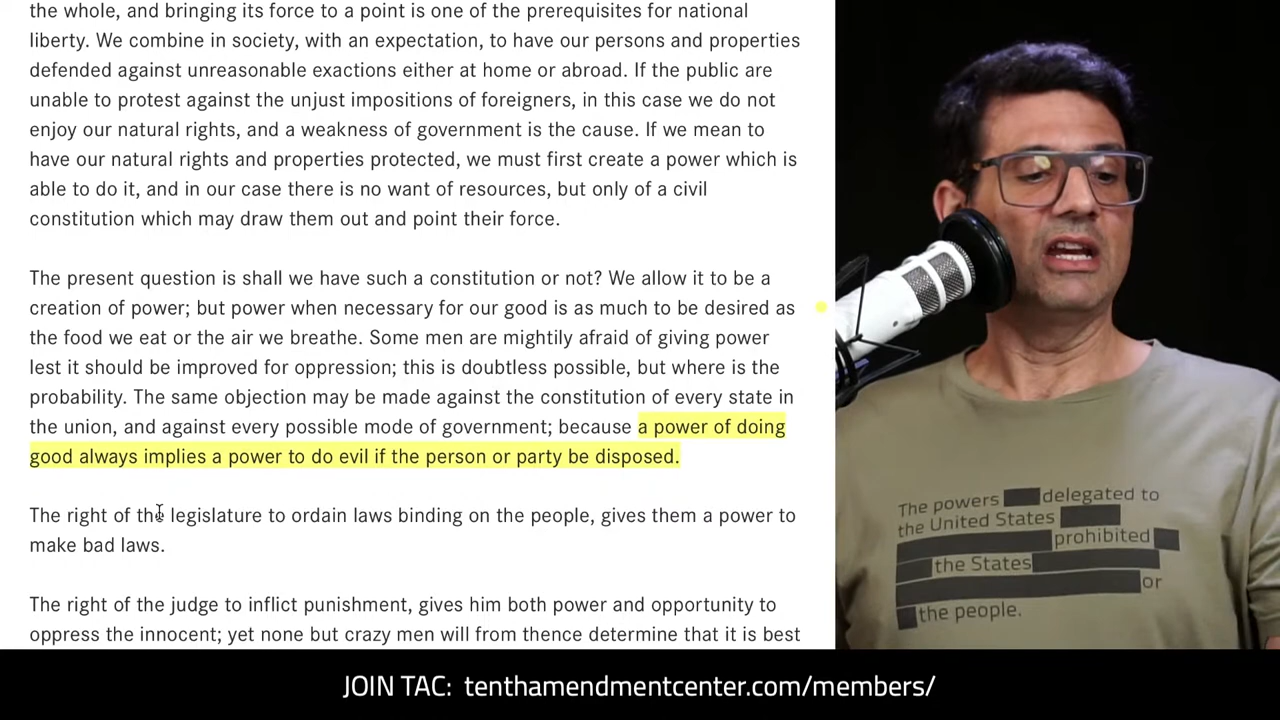 the whole, and bringing its force to a point is one of the prerequisites for national
liberty. We combine in society, with an expectation, to have our persons and properties
defended against unreasonable exactions either at home or abroad. If the public are
unable to protest against the unjust impositions of foreigners, in this case we do not
enjoy our natural rights, and a weakness of government is the cause. If we mean to
have our natural rights and properties protected, we must first create a power which is
able to do it, and in our case there is no want of resources, but only of a civil
constitution which may draw them out and point their force.
The present question is shall we have such a constitution or not? We allow it to be a
creation of power; but power when necessary for our good is as much to be desired as
the food we eat or the air we breathe. Some men are mightily afraid of giving power
lest it should be improved for oppression; this is doubtless possible, but where is the
probability. The same objection may be made against the constitution of every state in
the union, and against every possible mode of government; because a power of doing
good always implies a power to do evil if the person or party be disposed.
The right of the legislature to ordain laws binding on the people, gives them a power to
make bad laws.
The right of the judge to inflict punishment, gives him both power and opportunity to
oppress the innocent; yet none but crazy men will from thence determine that it is best
The powers delegated to
the United States
prohibited
the States
or
the people.
JOIN TAC: tenthamendmentcenter.com/members/